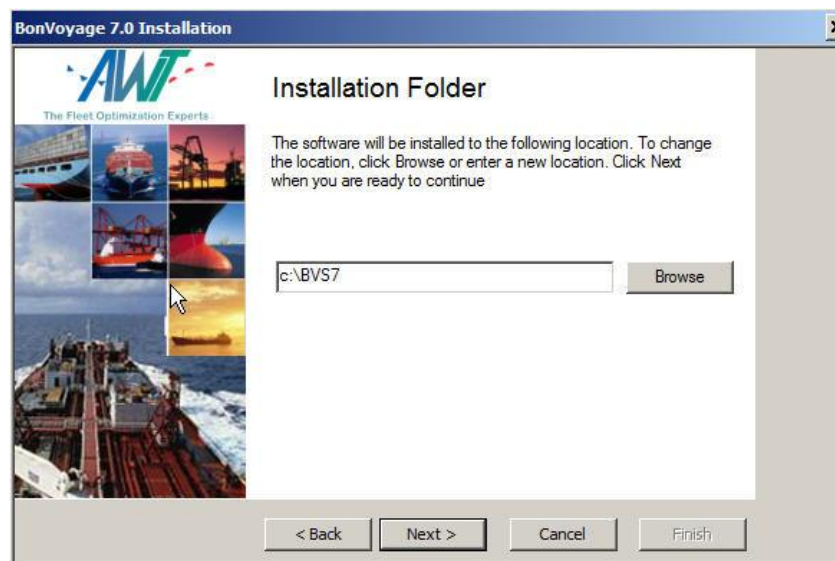 BonVoyage 7.0 Installation
AWT
The Fleet Optimization Experts
Installation Folder
The software will be installed to the following location. To change
the location, click Browse or enter a new location. Click Next
when you are ready to continue
c:\BVS7
Browse
< Back
Next >
Cancel
Finish